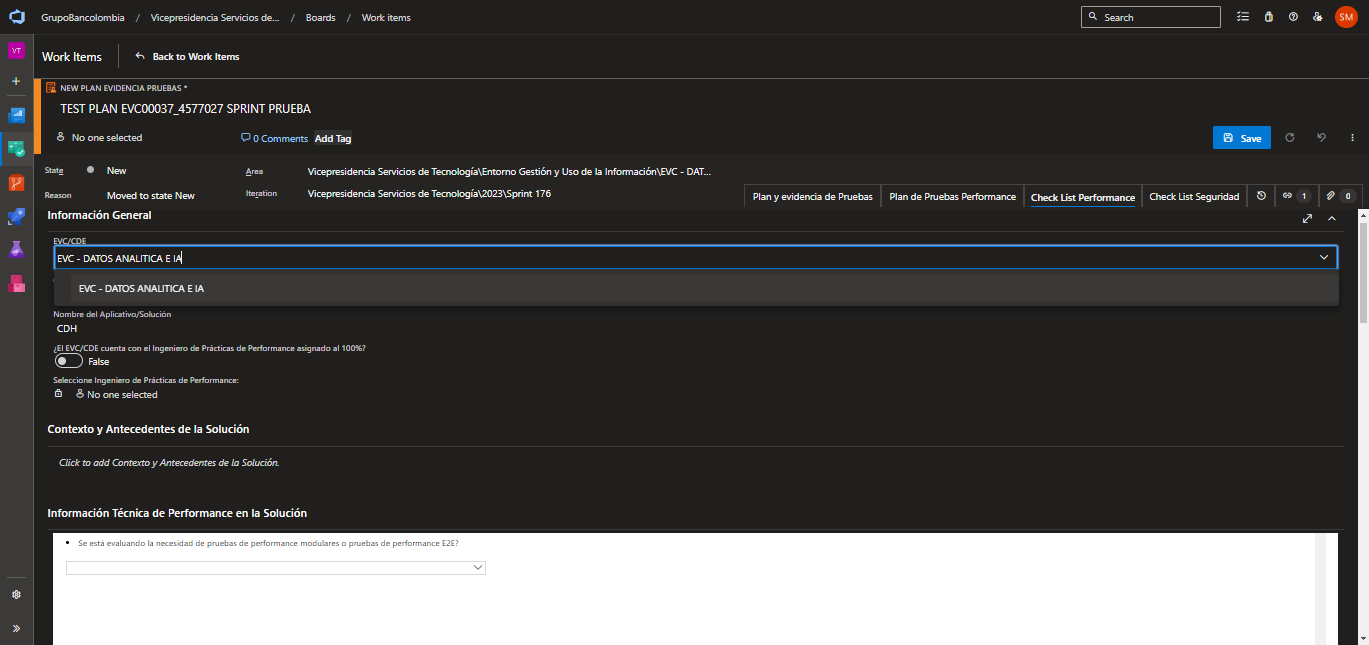 GrupoBancolombia / Vicepresidencia Servicios de... / Boards / Work items
Search
SM
VT
Work Items
Back to Work Items
NEW PLAN EVIDENCIA PRUEBAS *
TEST PLAN EVC00037_4577027 SPRINT PRUEBA
No one selected
0 Comments
Add Tag
Save
State
New
Area
Vicepresidencia Servicios de Tecnología\Entorno Gestión y Uso de la Información\EVC - DAT...
Reason
Moved to state New
Iteration
Vicepresidencia Servicios de Tecnología\2023\Sprint 176
Plan y evidencia de Pruebas
Plan de Pruebas Performance
Check List Performance
Check List Seguridad
1
0
Información General
EVC/CDE
EVC - DATOS ANALITICA E IA
EVC - DATOS ANALITICA E IA
Nombre del Aplicativo/Solución
CDH
¿El EVC/CDE cuenta con el Ingeniero de Prácticas de Performance asignado al 100%?
False
Seleccione Ingeniero de Prácticas de Performance:
No one selected
Contexto y Antecedentes de la Solución
Click to add Contexto y Antecedentes de la Solución.
Información Técnica de Performance en la Solución
• Se está evaluando la necesidad de pruebas de performance modulares o pruebas de performance E2E?